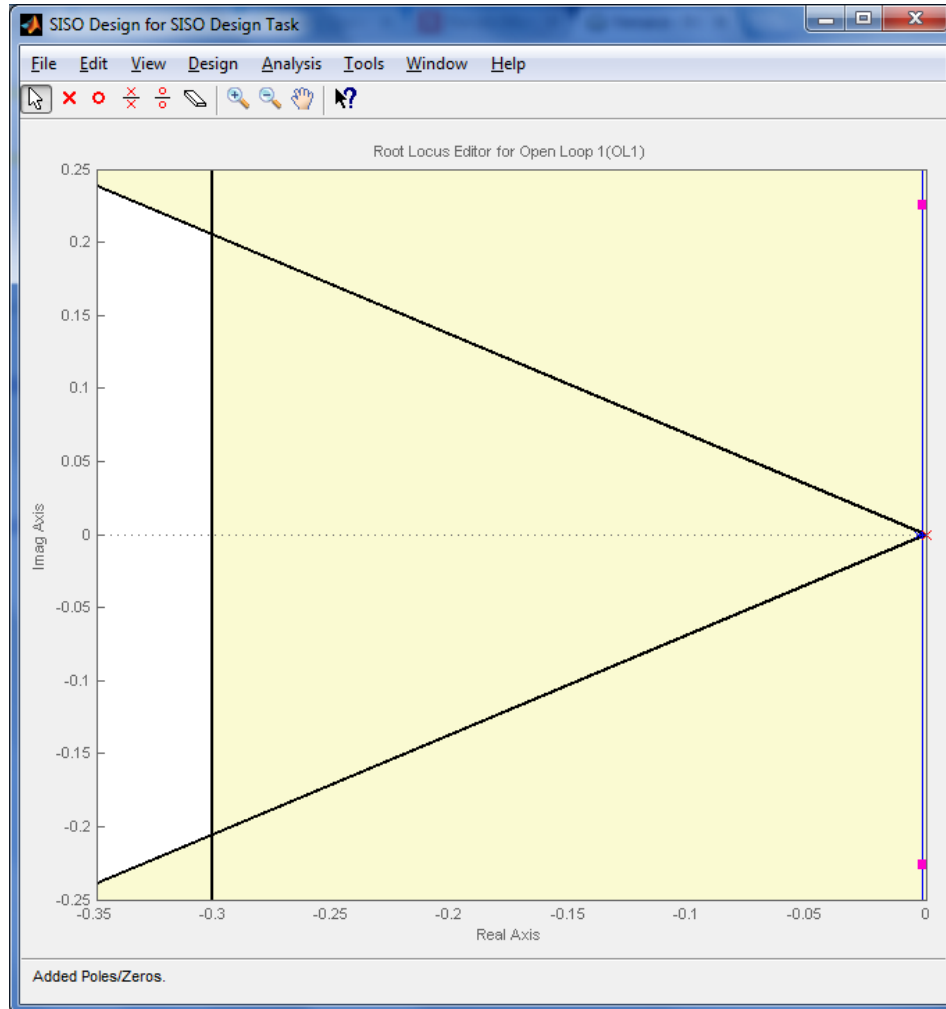 SISO Design for SISO Design Task
File Edit View Design Analysis Tools Window Help
Root Locus Editor for Open Loop 1(OL1)
0.25
0.2
0.15
0.1
0.05
0
-0.05
-0.1
-0.15
-0.2
-0.25
Imag Axis
-0.35 -0.3 -0.25 -0.2 -0.15 -0.1 -0.05 0
Real Axis
Added Poles/Zeros.